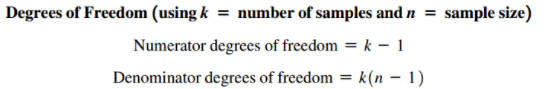 Degrees of Freedom (using k = number of samples and n = sample size)
Numerator degrees of freedom = k − 1
Denominator degrees of freedom = k(n − 1)